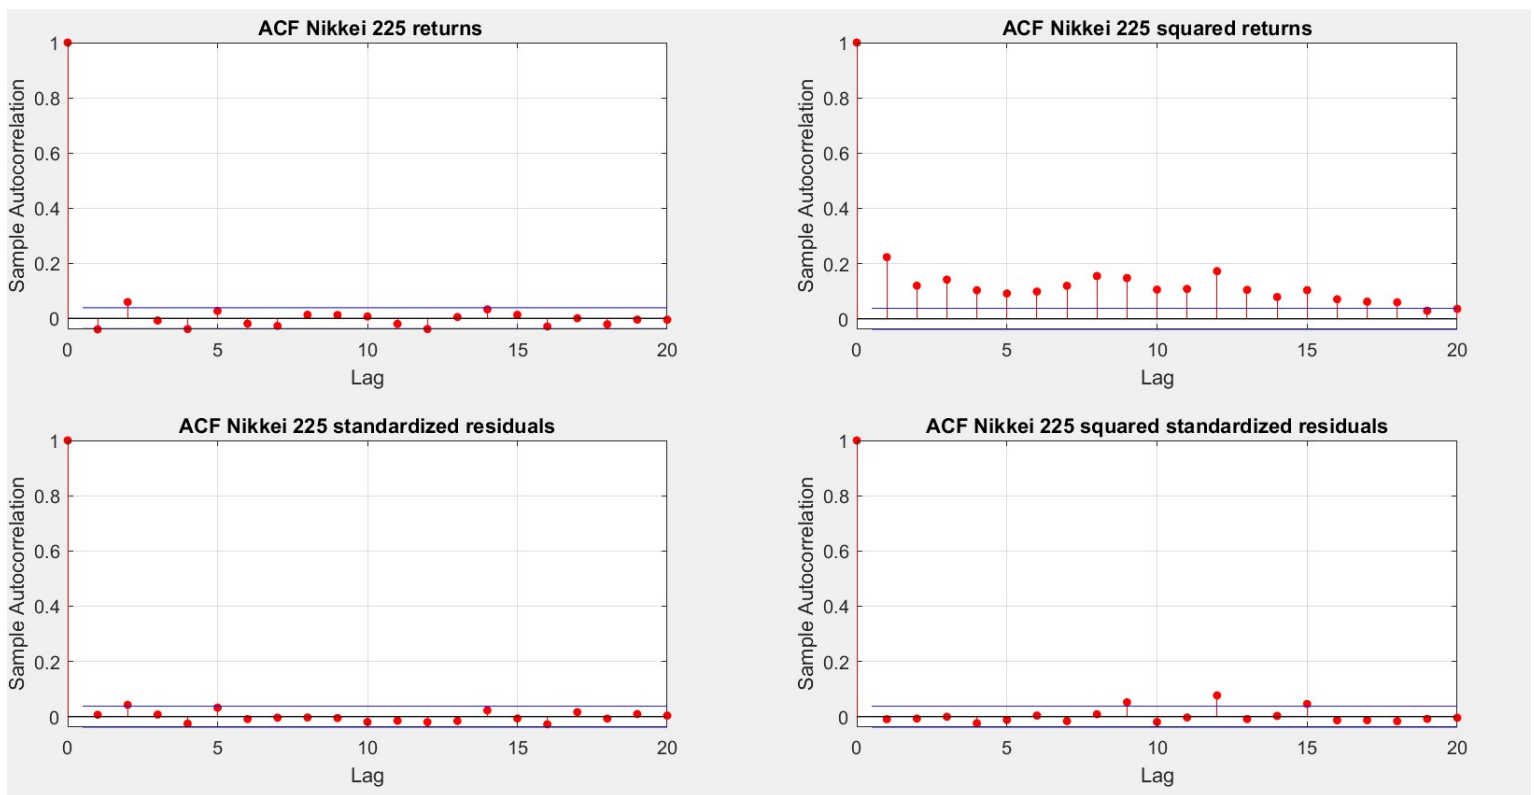 ACF Nikkei 225 returns
1
0.8
0.6
0.4
0.2
0
Sample Autocorrelation
0 5 10 15 20
Lag
ACF Nikkei 225 squared returns
1
0.8
0.6
0.4
0.2
0
Sample Autocorrelation
0 5 10 15 20
Lag
ACF Nikkei 225 standardized residuals
1
0.8
0.6
0.4
0.2
0
Sample Autocorrelation
0 5 10 15 20
Lag
ACF Nikkei 225 squared standardized residuals
1
0.8
0.6
0.4
0.2
0
Sample Autocorrelation
0 5 10 15 20
Lag